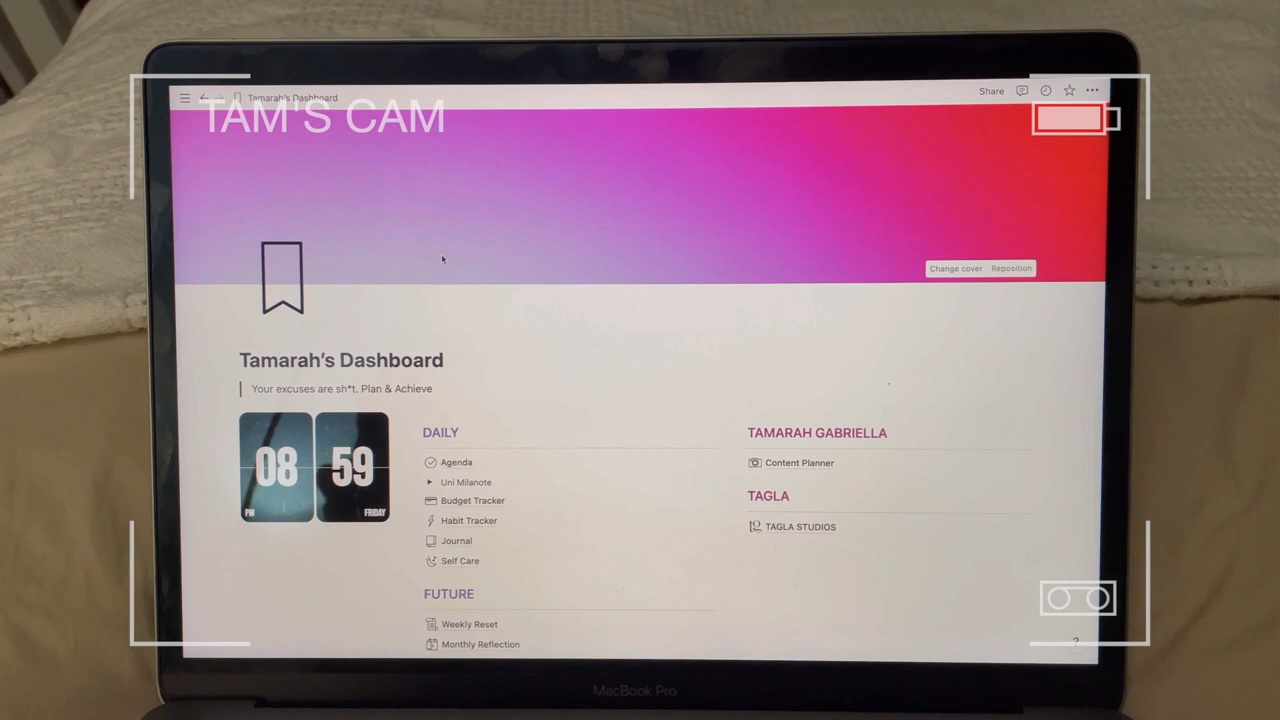 Tamarah's Dashboard
Share
TAM'S CAM
Change cover Reposition
Tamarah's Dashboard
Your excuses are sh*t. Plan & Achieve
08 59
PM FRIDAY
DAILY
Agenda
Uni Milanote
Budget Tracker
Habit Tracker
Journal
Self Care
FUTURE
Weekly Reset
Monthly Reflection
TAMARAH GABRIELLA
Content Planner
TAGLA
TAGLA STUDIOS
?
MacBook Pro